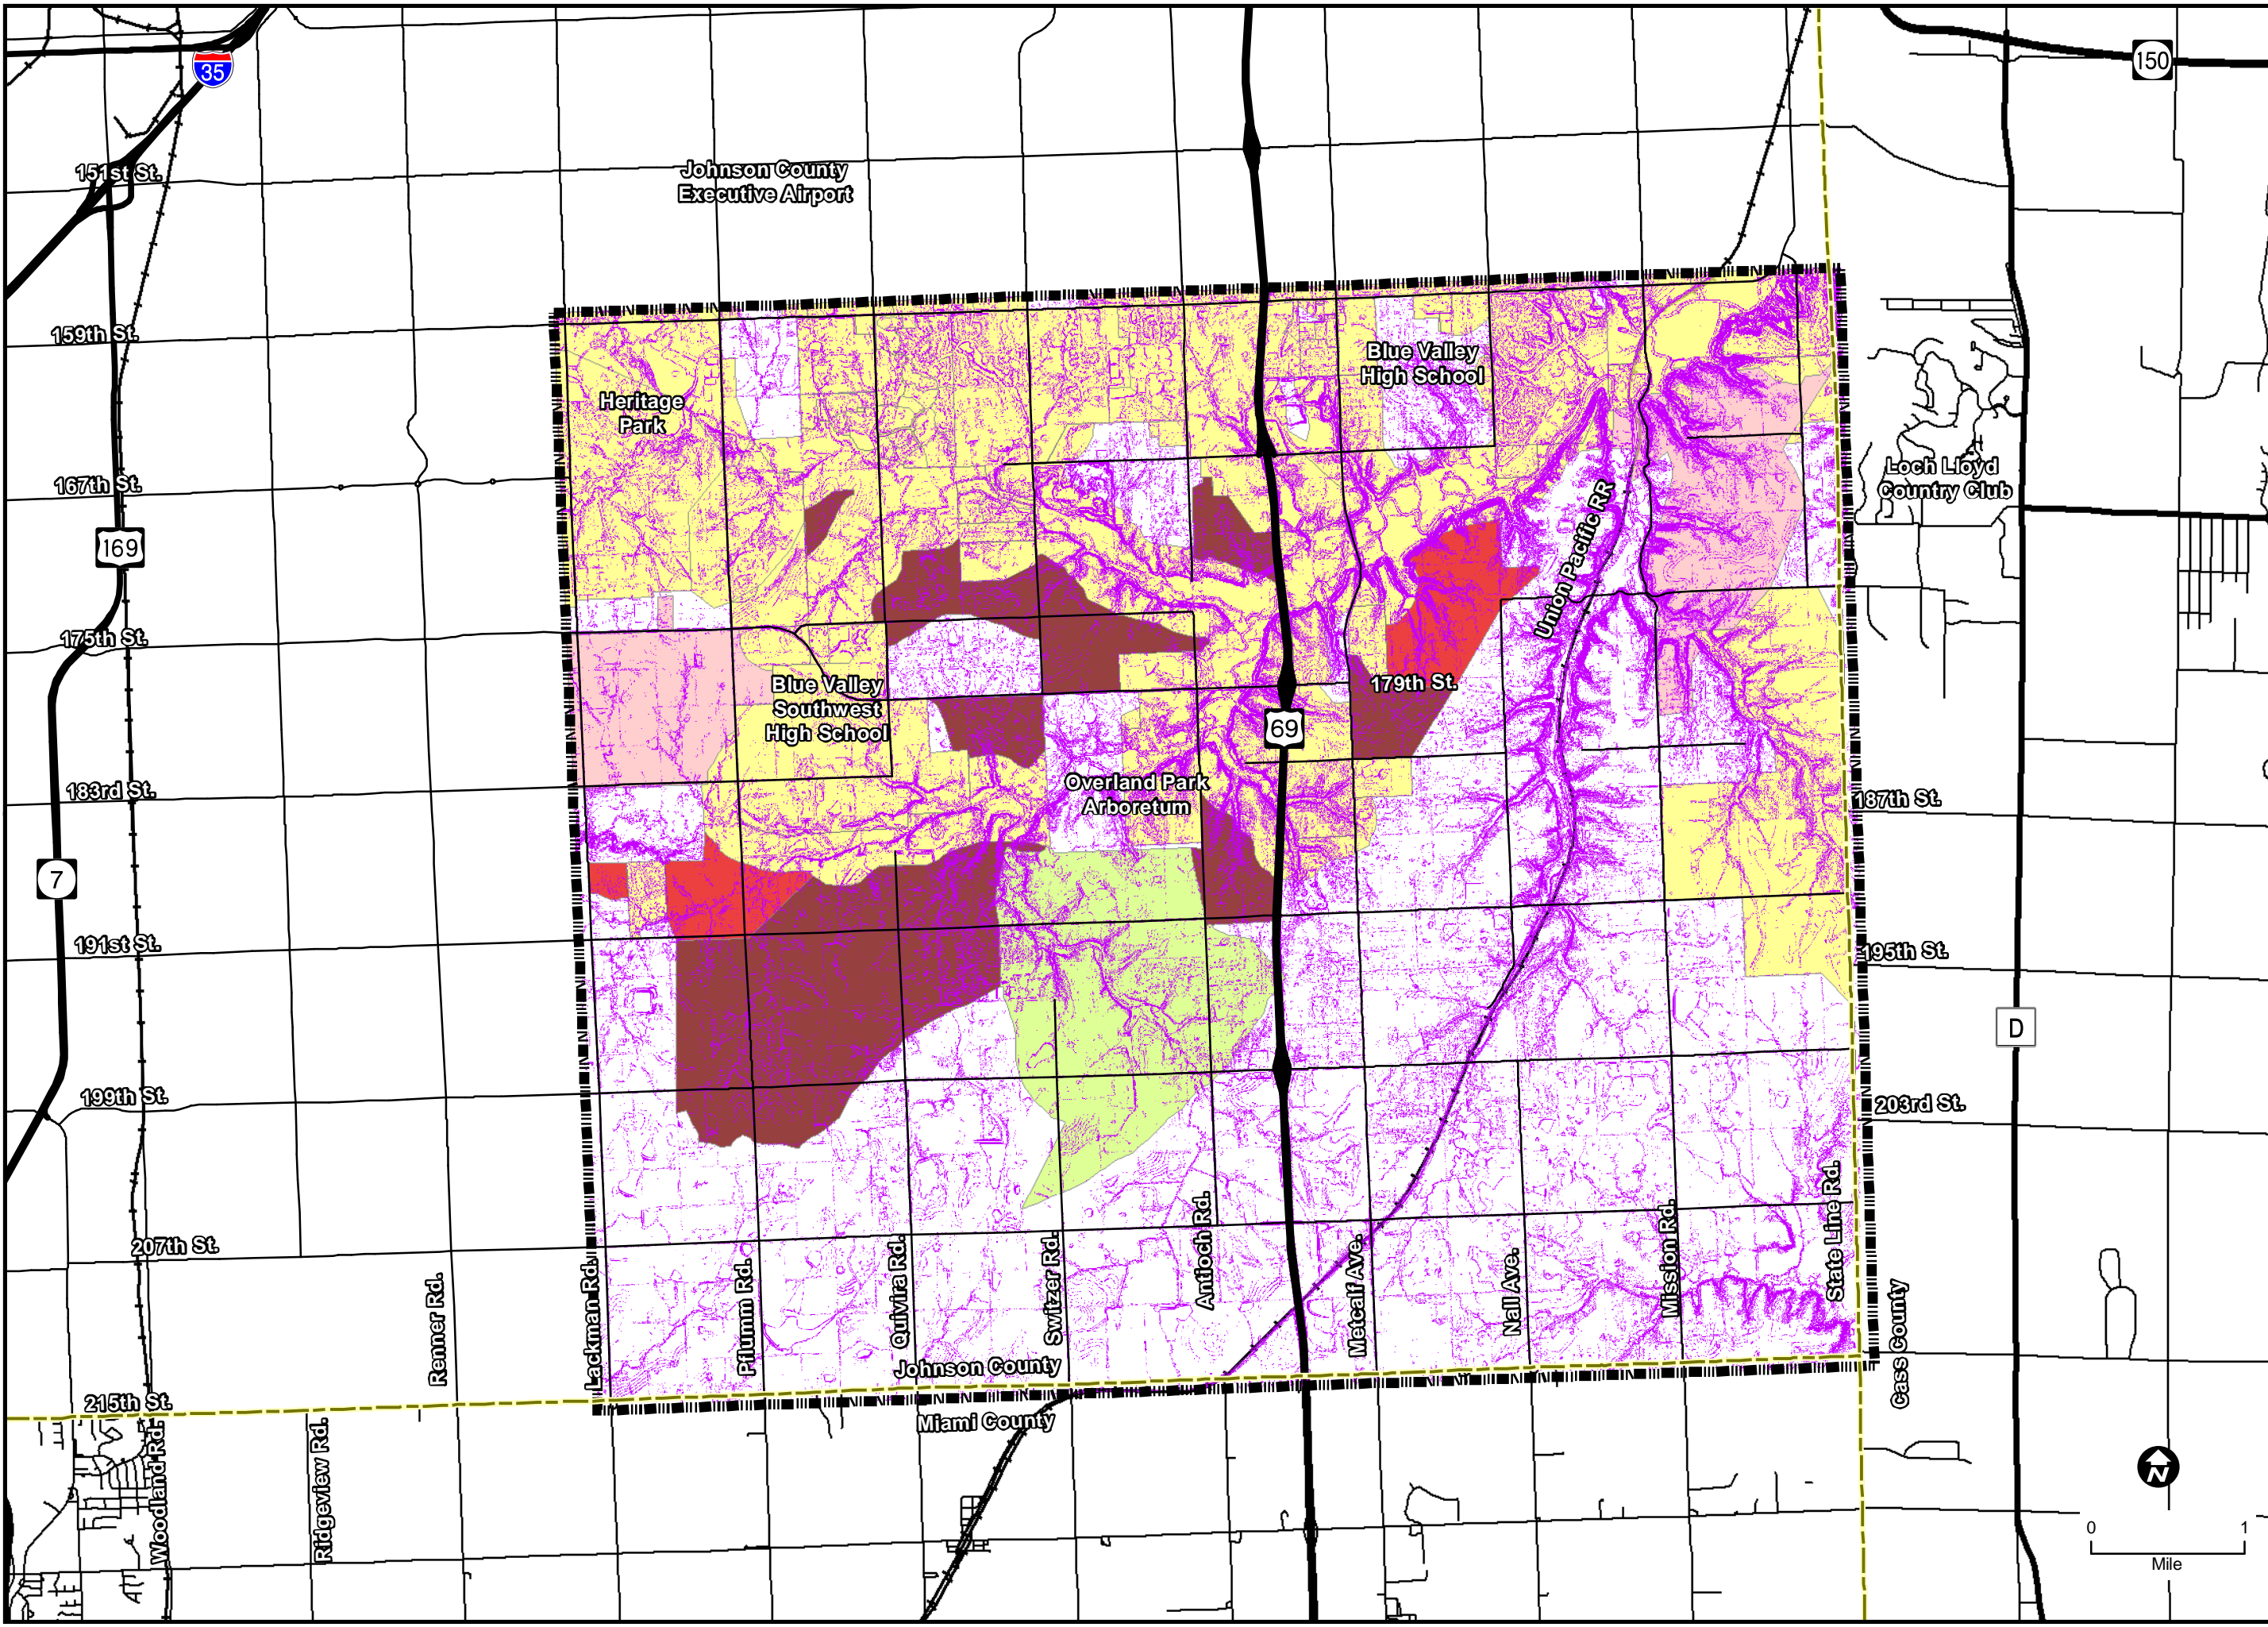 35
150
151st St.
Johnson County
Executive Airport
159th St.
Blue Valley
High School
Heritage
Park
167th St.
Loch Lloyd
Country Club
169
Union Pacific RR
175th St.
Blue Valley
Southwest
High School
179th St.
69
183rd St.
Overland Park
Arboretum
187th St.
7
191st St.
195th St.
D
199th St.
203rd St.
207th St.
Renner Rd.
Lackman Rd.
Pflumm Rd.
Quivira Rd.
Switzer Rd.
Antioch Rd.
Metcalf Ave.
Nall Ave.
Mission Rd.
State Line Rd.
Cass County
Johnson County
215th St.
Miami County
Woodland Rd.
Ridgeview Rd.
N
0 1
Mile